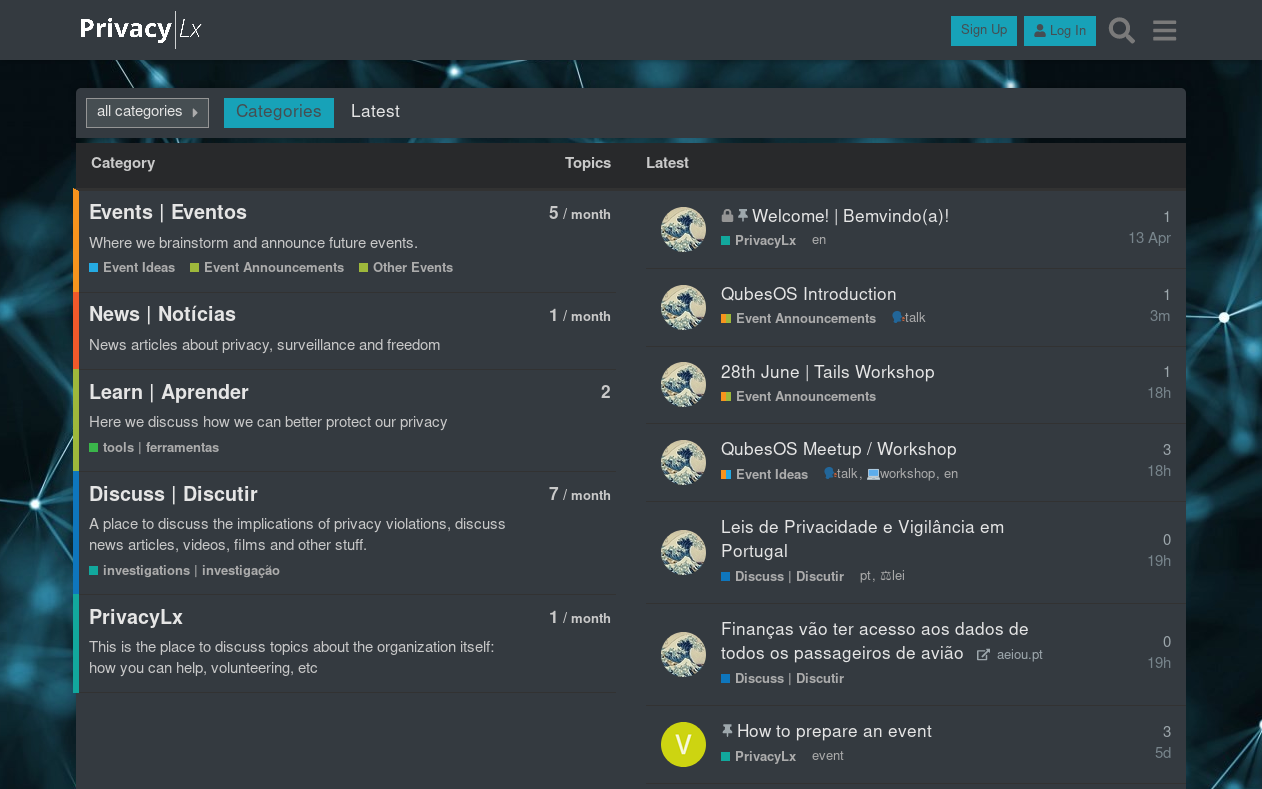 Privacy Lx
Sign Up
Log In
all categories
Categories
Latest
Category
Topics
Latest
Events | Eventos
5 / month
Where we brainstorm and announce future events.
Event Ideas
Event Announcements
Other Events
News | Notícias
1 / month
News articles about privacy, surveillance and freedom
Learn | Aprender
2
Here we discuss how we can better protect our privacy
tools | ferramentas
Discuss | Discutir
7 / month
A place to discuss the implications of privacy violations, discuss
news articles, videos, films and other stuff.
investigations | investigação
PrivacyLx
1 / month
This is the place to discuss topics about the organization itself:
how you can help, volunteering, etc
Welcome! | Bemvindo(a)!
1
PrivacyLx en
13 Apr
QubesOS Introduction
1
Event Announcements 🗣talk
3m
28th June | Tails Workshop
1
Event Announcements
18h
QubesOS Meetup / Workshop
3
Event Ideas 🗣talk, 💻workshop, en
18h
Leis de Privacidade e Vigilância em
Portugal
0
Discuss | Discutir pt, ⚖lei
19h
Finanças vão ter acesso aos dados de
todos os passageiros de avião aeiou.pt
0
Discuss | Discutir
19h
V
How to prepare an event
3
PrivacyLx event
5d